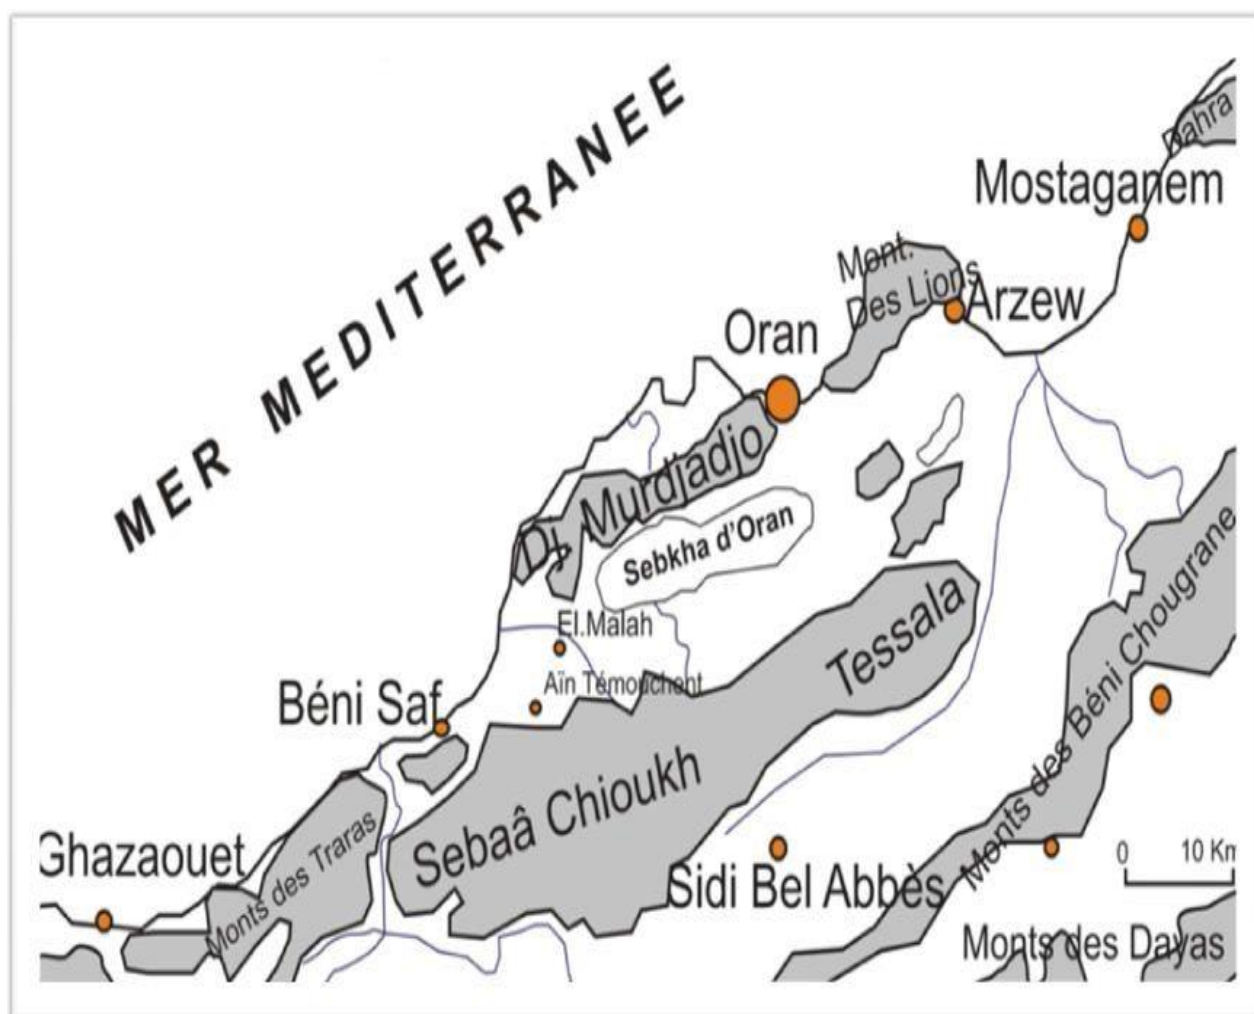 MER MEDITERRANEE
Dahra
Mostaganem
Mont.
Des Lions
Arzew
Oran
Dj. Murdjadjo
Sebkha d'Oran
El.Malah
Tessala
Aïn Témouchent
Béni Saf
Monts des Béni Chougrane
Sebaâ Chioukh
Ghazaouet
Monts des Traras
Sidi Bel Abbès
0 10 Km
Monts des Dayas